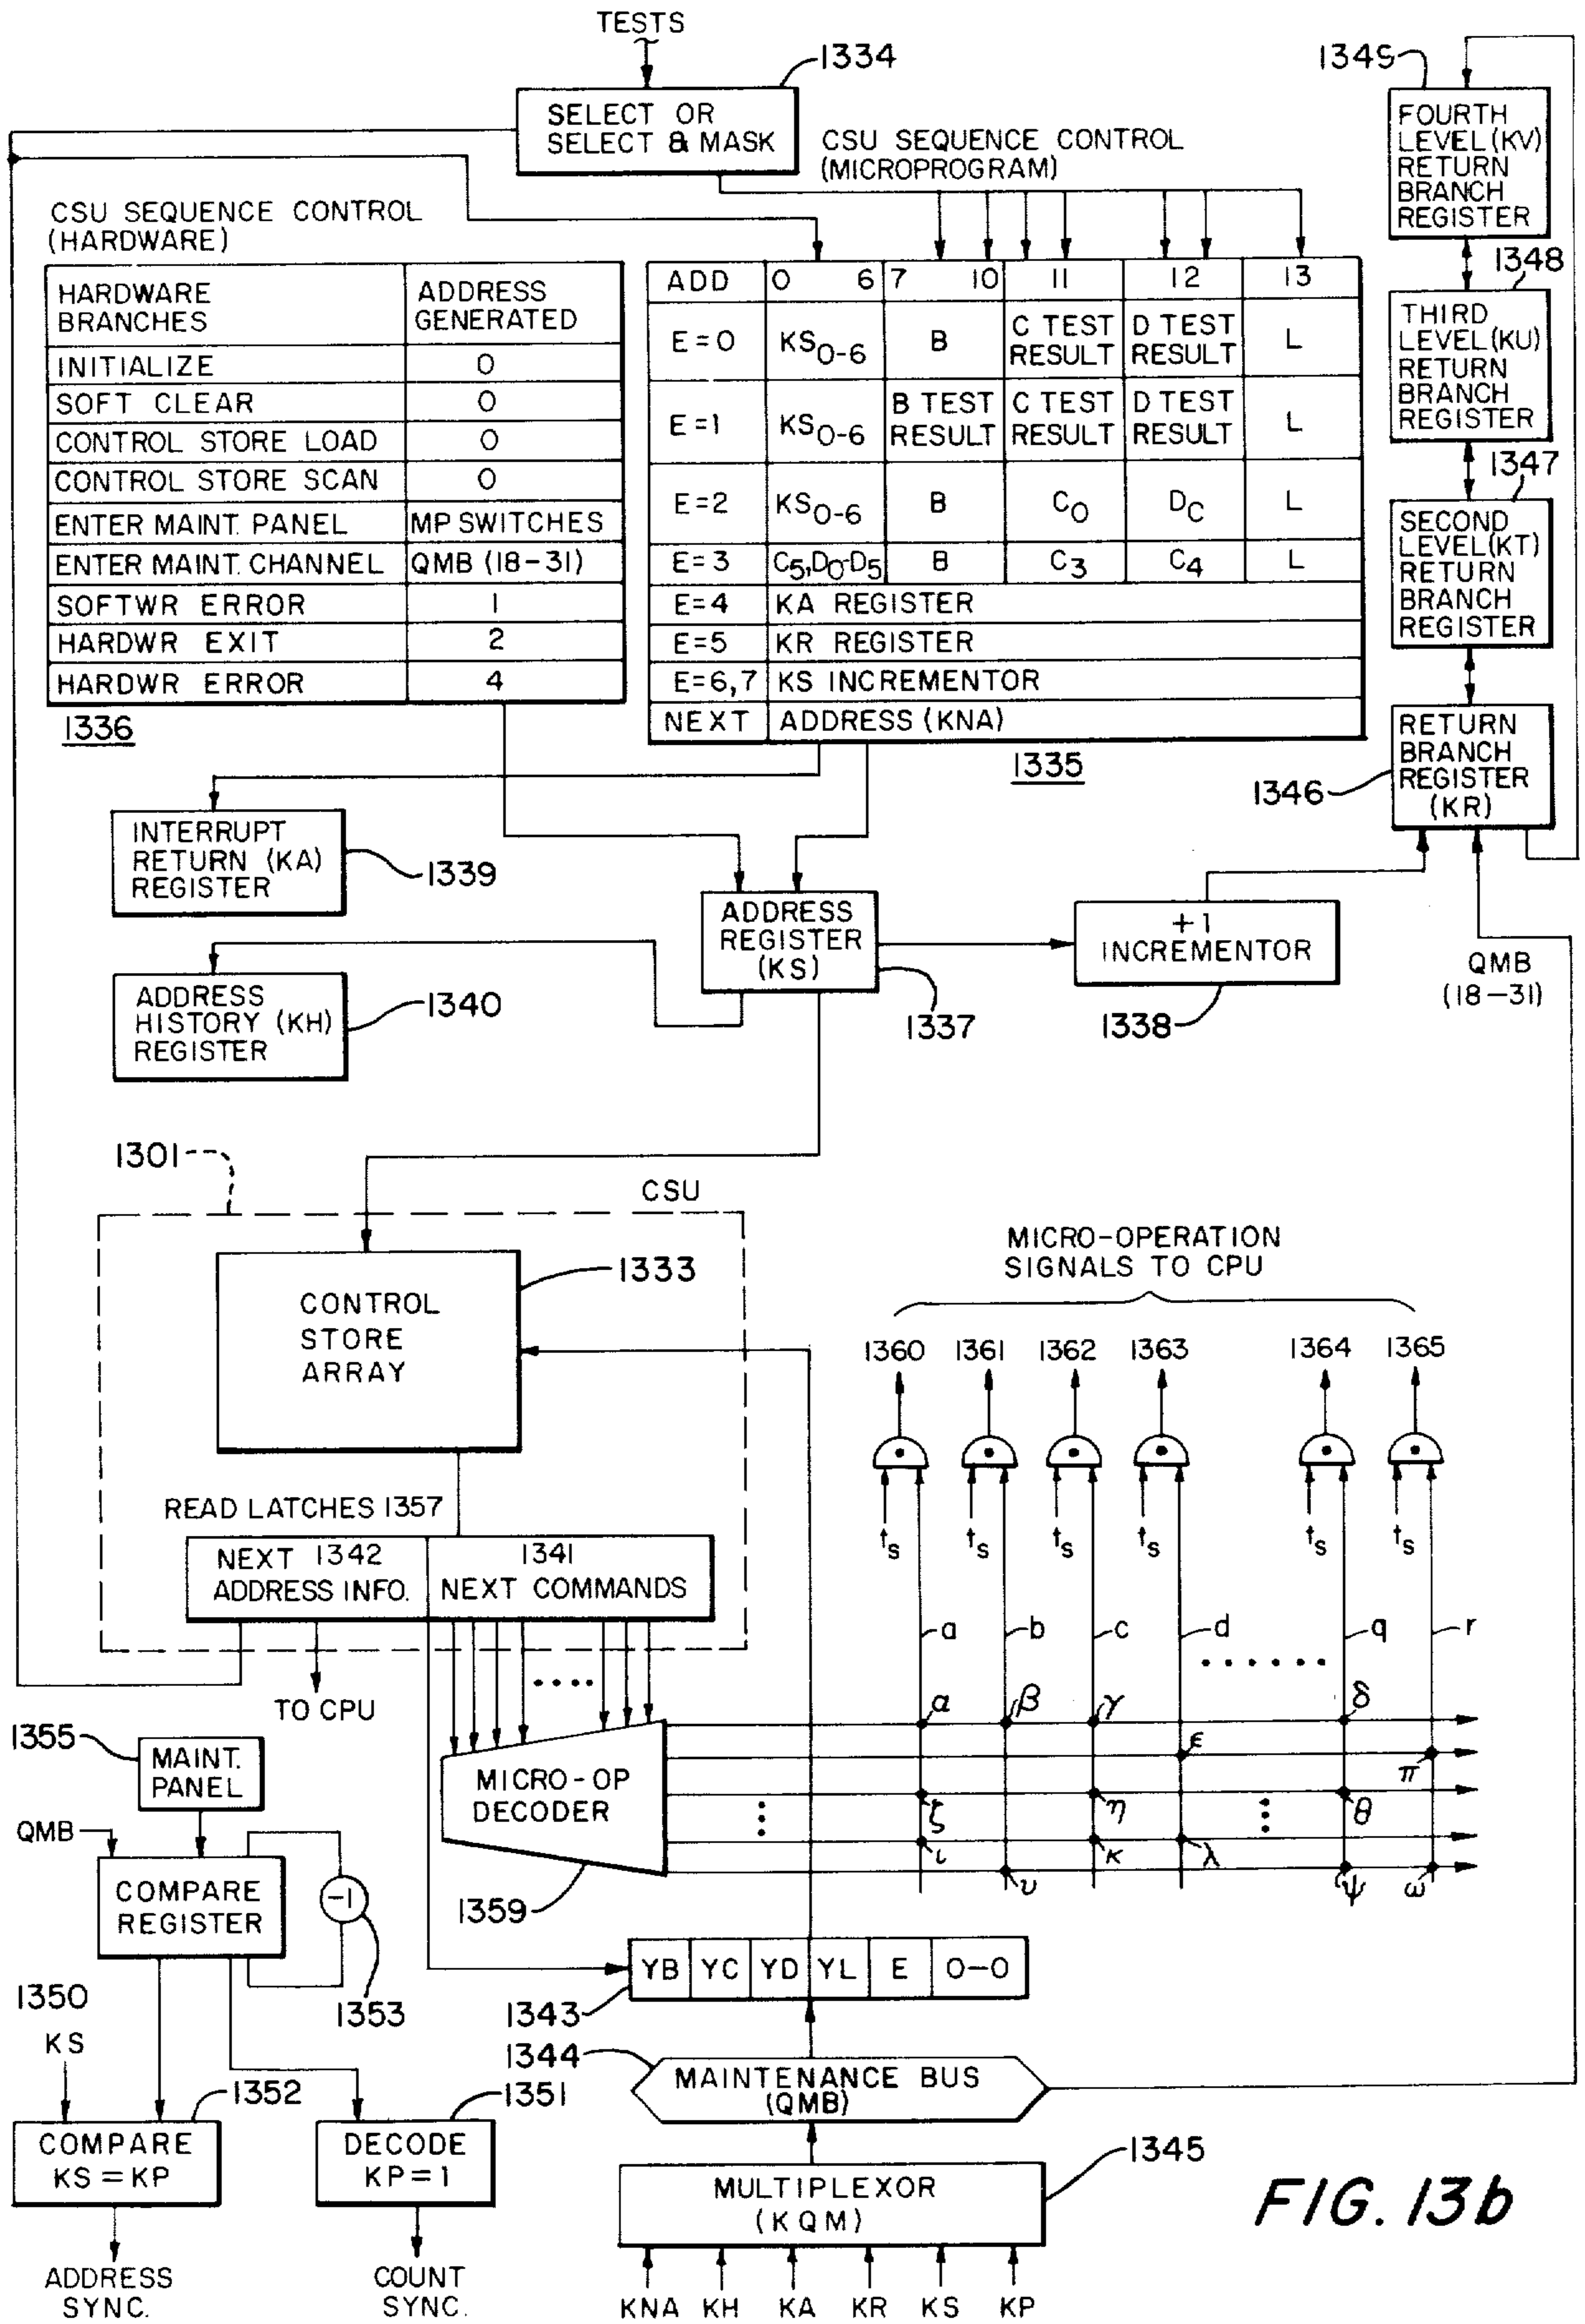 TESTS
1334
SELECT OR
SELECT & MASK
CSU SEQUENCE CONTROL
(MICROPROGRAM)
1349
FOURTH
LEVEL(KV)
RETURN
BRANCH
REGISTER
1348
THIRD
LEVEL(KU)
RETURN
BRANCH
REGISTER
1347
SECOND
LEVEL(KT)
RETURN
BRANCH
REGISTER
RETURN
BRANCH
REGISTER
(KR)
1346
CSU SEQUENCE CONTROL
(HARDWARE)
HARDWARE BRANCHES ADDRESS GENERATED
INITIALIZE 0
SOFT CLEAR 0
CONTROL STORE LOAD 0
CONTROL STORE SCAN 0
ENTER MAINT. PANEL MP SWITCHES
ENTER MAINT. CHANNEL QMB (18-31)
SOFTWR ERROR 1
HARDWR EXIT 2
HARDWR ERROR 4
1336
ADD 0 6 7 10 11 12 13
E=0 KS0-6 B C TEST RESULT D TEST RESULT L
E=1 KS0-6 B TEST RESULT C TEST RESULT D TEST RESULT L
E=2 KS0-6 B C0 DC L
E=3 C5,D0-D5 B C3 C4 L
E=4 KA REGISTER
E=5 KR REGISTER
E=6,7 KS INCREMENTOR
NEXT ADDRESS (KNA)
1335
INTERRUPT
RETURN (KA)
REGISTER
1339
ADDRESS
REGISTER
(KS)
1337
+1
INCREMENTOR
1338
QMB
(18-31)
ADDRESS
HISTORY (KH)
REGISTER
1340
1301
CSU
CONTROL
STORE
ARRAY
1333
MICRO-OPERATION
SIGNALS TO CPU
1360 1361 1362 1363 1364 1365
ts ts ts ts ts ts
READ LATCHES 1357
NEXT 1342
ADDRESS INFO.
1341
NEXT COMMANDS
a b c d q r
TO CPU
α β γ δ
ε π
ζ η θ
ι κ λ
υ ψ ω
MICRO-OP
DECODER
1359
1355
MAINT.
PANEL
QMB
COMPARE
REGISTER
-1
1353
1350
KS
1352
COMPARE
KS=KP
1351
DECODE
KP=1
ADDRESS
SYNC.
COUNT
SYNC.
YB YC YD YL E 0-0
1343
1344
MAINTENANCE BUS
(QMB)
1345
MULTIPLEXOR
(KQM)
KNA KH KA KR KS KP
FIG. 13b